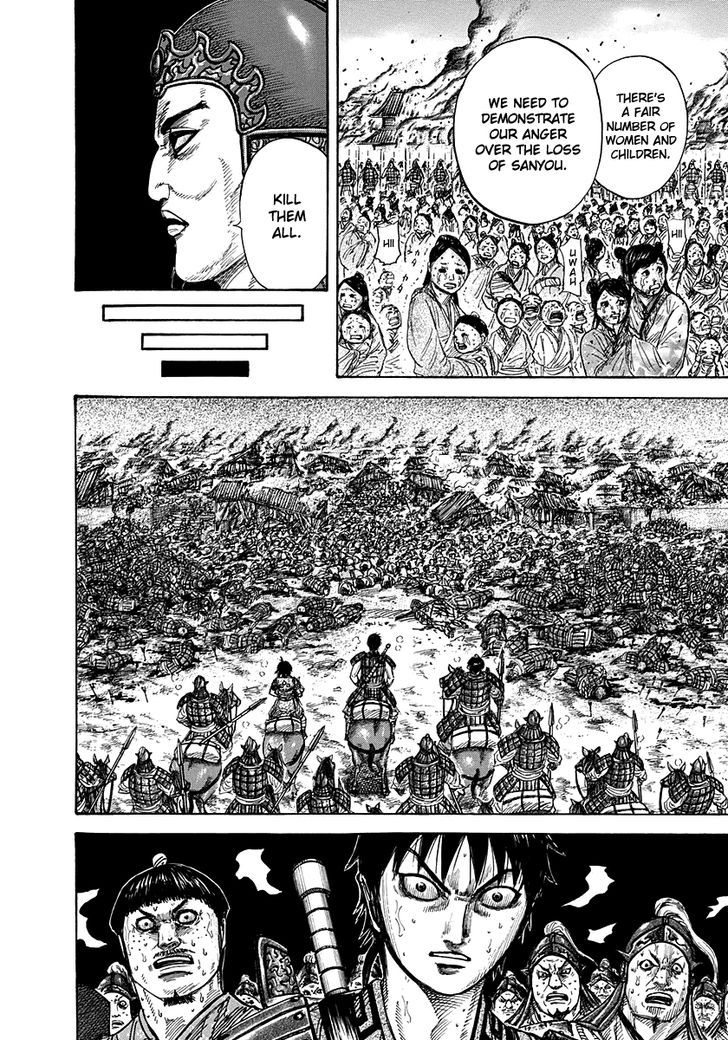 THERE'S
A FAIR
NUMBER OF
WOMEN AND
CHILDREN.
WE NEED TO
DEMONSTRATE
OUR ANGER
OVER THE LOSS
OF SANYOU.
HII
HII
UWAH
KILL
THEM
ALL.